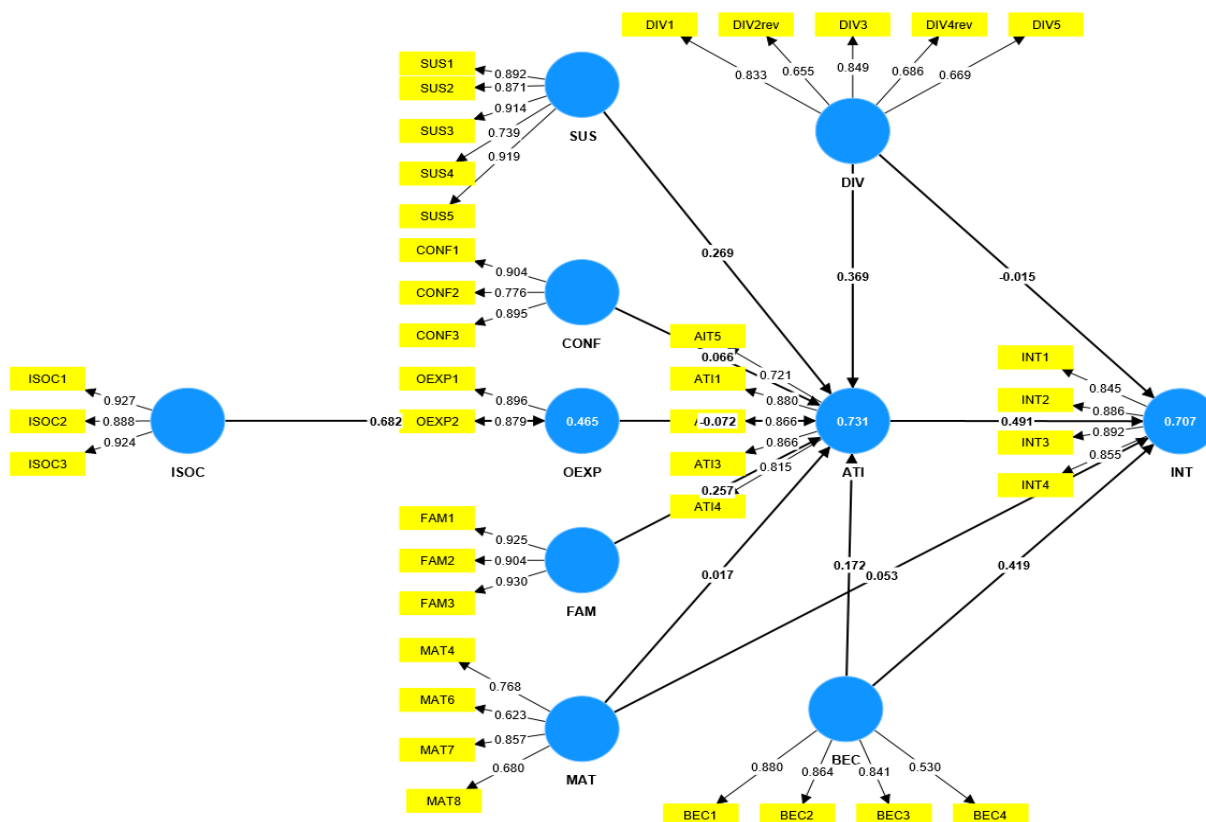 DIV1
DIV2rev
DIV3
DIV4rev
DIV5
0.833
0.655
0.849
0.686
0.669
DIV
SUS1
SUS2
SUS3
SUS4
SUS5
0.892
0.871
0.914
0.739
0.919
SUS
0.269
0.369
-0.015
CONF1
CONF2
CONF3
0.904
0.776
0.895
CONF
0.066
ISOC1
ISOC2
ISOC3
0.927
0.888
0.924
ISOC
0.682
OEXP1
OEXP2
0.896
0.879
0.465
OEXP
-0.072
AIT5
ATI1
A
ATI3
ATI4
0.721
0.880
0.866
0.866
0.815
0.731
ATI
0.491
INT1
INT2
INT3
INT4
0.845
0.886
0.892
0.855
0.707
INT
FAM1
FAM2
FAM3
0.925
0.904
0.930
FAM
0.257
0.017
0.172
0.053
0.419
MAT4
MAT6
MAT7
MAT8
0.768
0.623
0.857
0.680
MAT
BEC
0.880
0.864
0.841
0.530
BEC1
BEC2
BEC3
BEC4